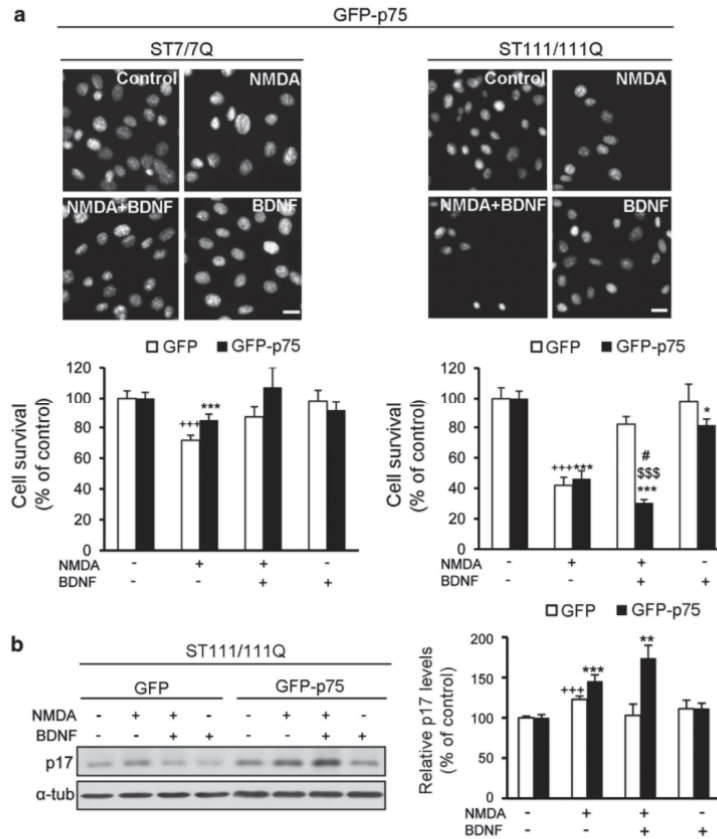 a
GFP-p75
ST7/7Q
ST111/111Q
Control NMDA
NMDA+BDNF BDNF
Control NMDA
NMDA+BDNF BDNF
GFP GFP-p75
120
100
80
60
40
20
0
Cell survival
(% of control)
+++ ***
NMDA - + + -
BDNF - - + +
GFP GFP-p75
120
100
80
60
40
20
0
Cell survival
(% of control)
+++ ***
#
$$$
***
*
NMDA - + + -
BDNF - - + +
b
ST111/111Q
GFP GFP-p75
NMDA - + + - - + + -
BDNF - - + + - - + +
p17
α-tub
GFP GFP-p75
200
150
100
50
0
Relative p17 levels
(% of control)
+++ *** **
NMDA - + + -
BDNF - - + +